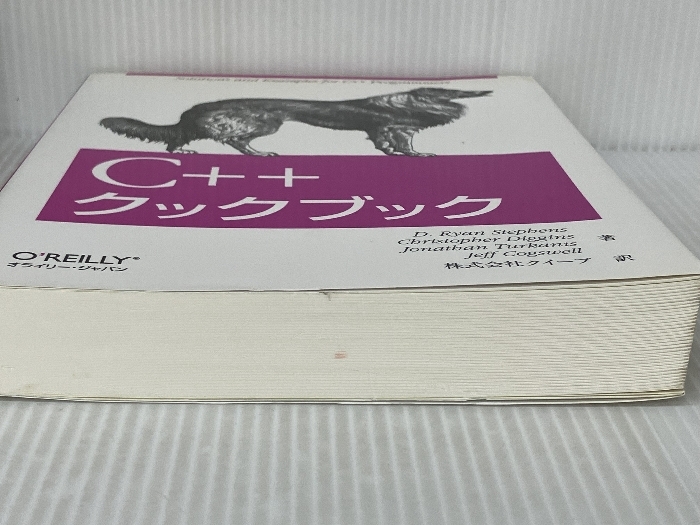 Solutions and Examples for C++ Programmers
C++
クックブック
D. Ryan Stephens
Christopher Diggins
Jonathan Turkanis
Jeff Cogswell
著
株式会社クイープ 訳
O'REILLY®
オライリー・ジャパン